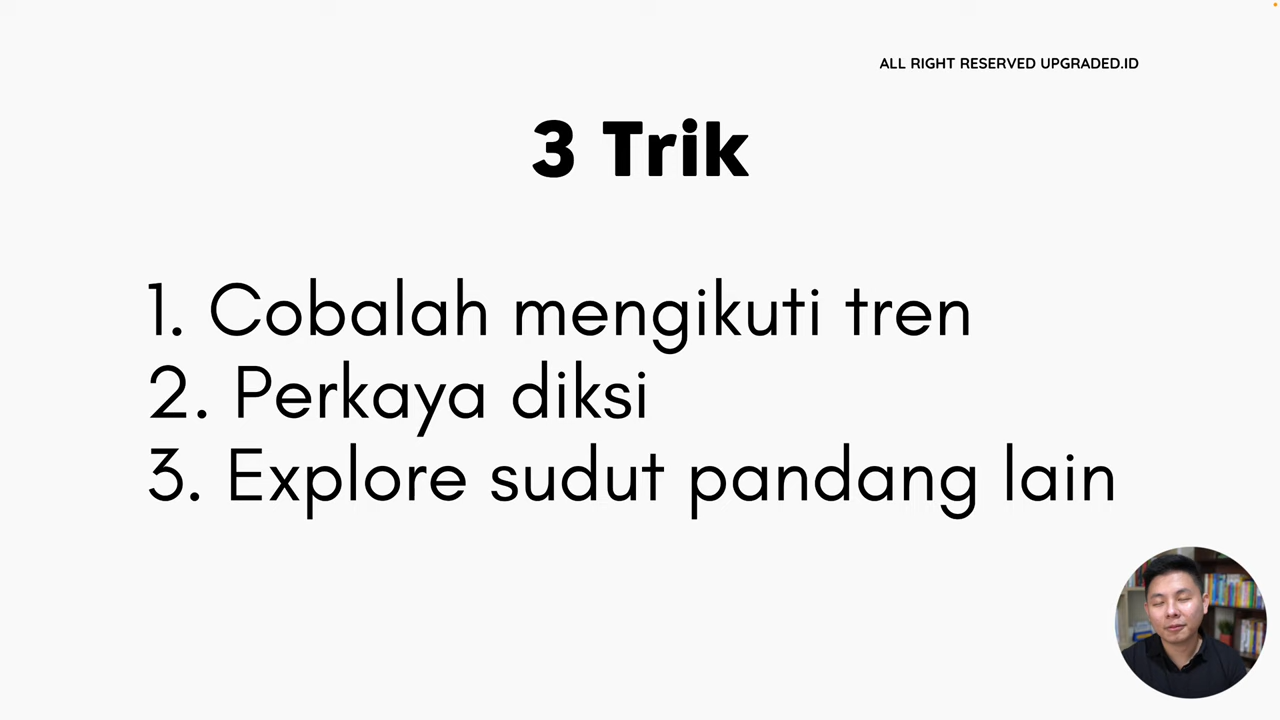 ALL RIGHT RESERVED UPGRADED.ID
3 Trik
1. Cobalah mengikuti tren
2. Perkaya diksi
3. Explore sudut pandang lain